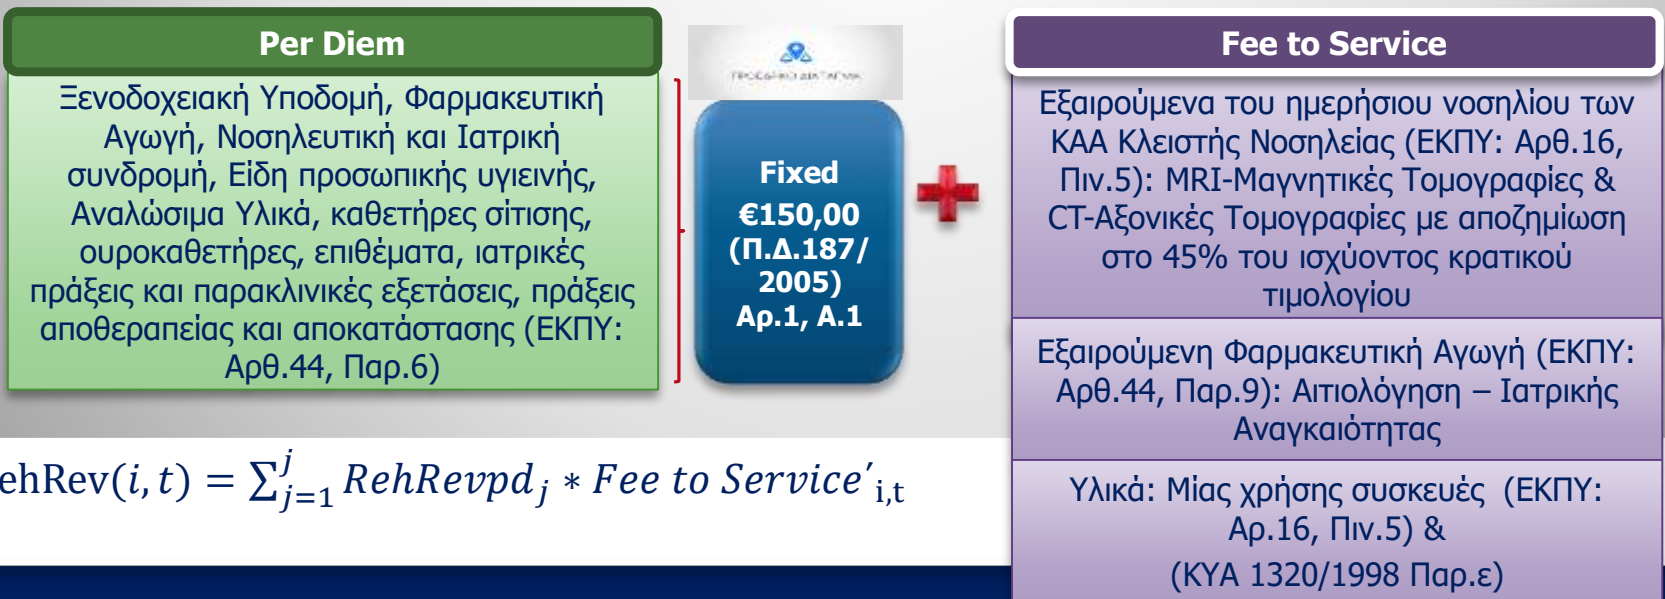 Per Diem
Ξενοδοχειακή Υποδομή, Φαρμακευτική
Αγωγή, Νοσηλευτική και Ιατρική
συνδρομή, Είδη προσωπικής υγιεινής,
Αναλώσιμα Υλικά, καθετήρες σίτισης,
ουροκαθετήρες, επιθέματα, ιατρικές
πράξεις και παρακλινικές εξετάσεις, πράξεις
αποθεραπείας και αποκατάστασης (ΕΚΠΥ:
Αρθ.44, Παρ.6)
ΠΡΟΕΔΡΙΚΟ ΔΙΑΤΑΓΜΑ
Fixed
€150,00
(Π.Δ.187/
2005)
Αρ.1, Α.1
Fee to Service
Εξαιρούμενα του ημερήσιου νοσηλίου των
ΚΑΑ Κλειστής Νοσηλείας (ΕΚΠΥ: Αρθ.16,
Πιν.5): MRI-Μαγνητικές Τομογραφίες &
CT-Αξονικές Τομογραφίες με αποζημίωση
στο 45% του ισχύοντος κρατικού
τιμολογίου
Εξαιρούμενη Φαρμακευτική Αγωγή (ΕΚΠΥ:
Αρθ.44, Παρ.9): Αιτιολόγηση – Ιατρικής
Αναγκαιότητας
Υλικά: Μίας χρήσης συσκευές (ΕΚΠΥ:
Αρ.16, Πιν.5) &
(ΚΥΑ 1320/1998 Παρ.ε)
ehRev(i, t) = ∑_{j=1}^{j} RehRevpd_j * Fee to Service′_{i,t}